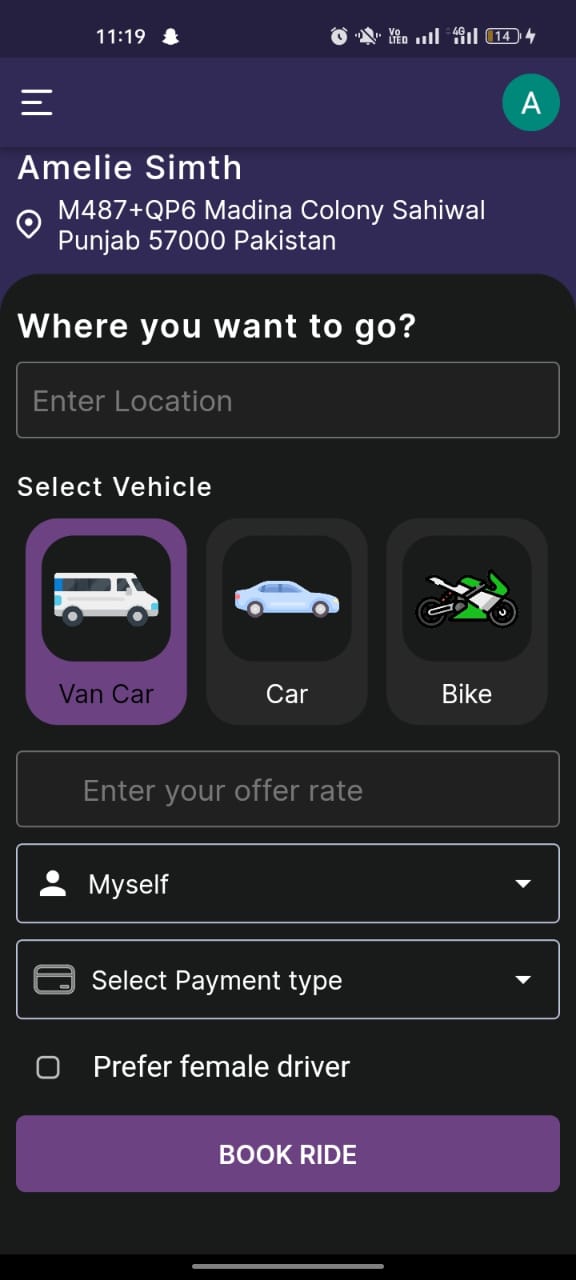 11:19
Vo
LTED
4G
14
A
Amelie Simth
M487+QP6 Madina Colony Sahiwal
Punjab 57000 Pakistan
Where you want to go?
Enter Location
Select Vehicle
Van Car
Car
Bike
Enter your offer rate
Myself
Select Payment type
Prefer female driver
BOOK RIDE